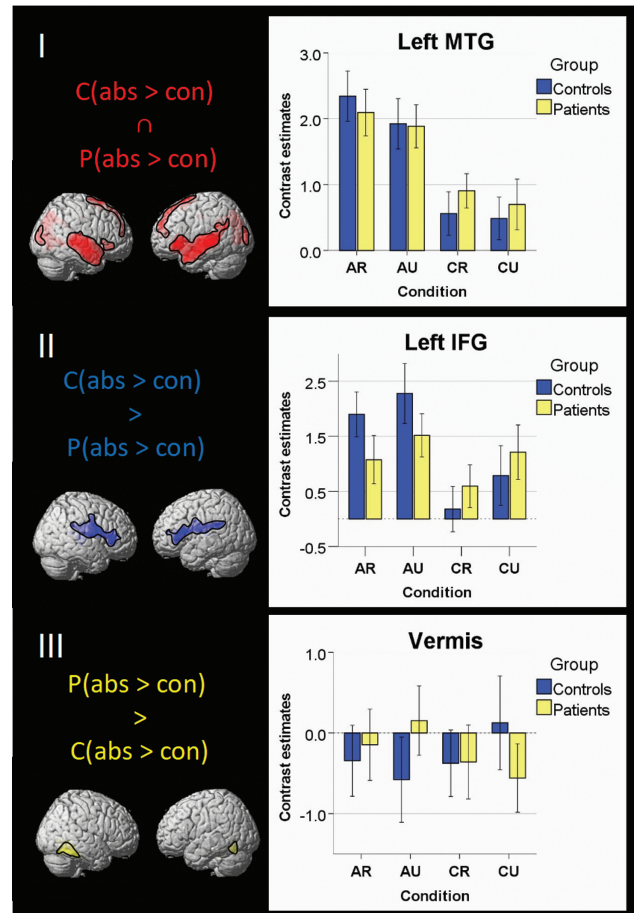 I
C(abs > con)
∩
P(abs > con)
Left MTG
Group
Controls
Patients
Contrast estimates
3.0
2.0
1.0
0.0
AR AU CR CU
Condition
II
C(abs > con)
>
P(abs > con)
Left IFG
Group
Controls
Patients
Contrast estimates
2.5
1.5
0.5
-0.5
AR AU CR CU
Condition
III
P(abs > con)
>
C(abs > con)
Vermis
Group
Controls
Patients
Contrast estimates
1.0
0.0
-1.0
AR AU CR CU
Condition